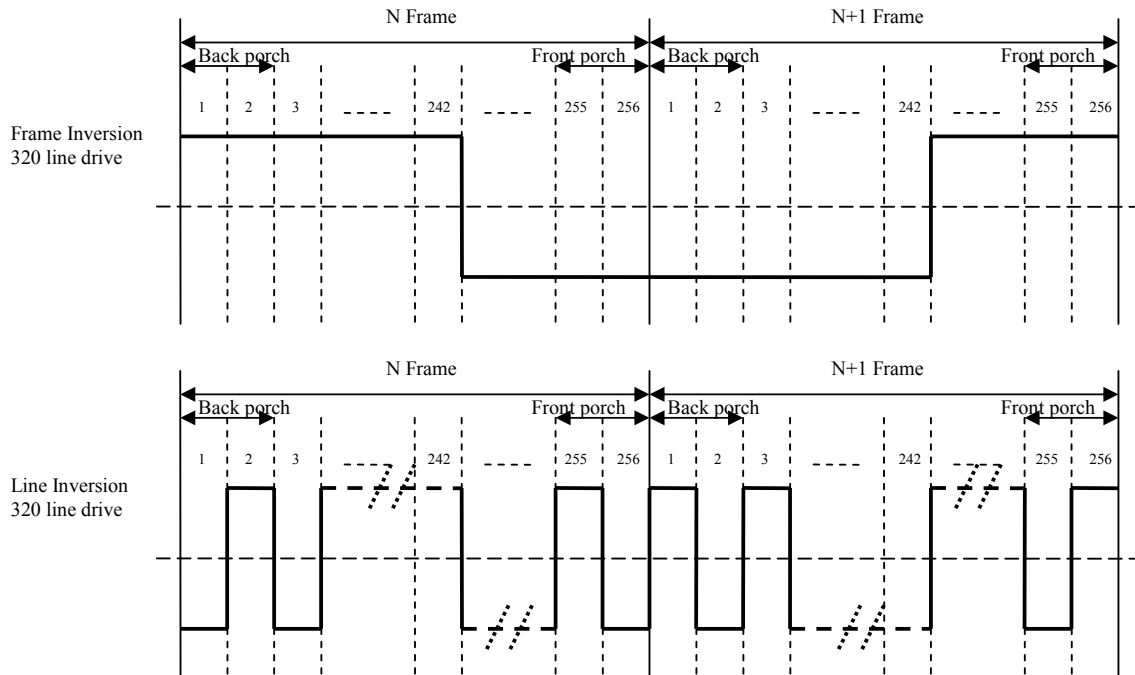 N Frame N+1 Frame
Back porch Front porch Back porch Front porch
1 2 3 242 255 256 1 2 3 242 255 256
Frame Inversion
320 line drive
N Frame N+1 Frame
Back porch Front porch Back porch Front porch
1 2 3 242 255 256 1 2 3 242 255 256
Line Inversion
320 line drive